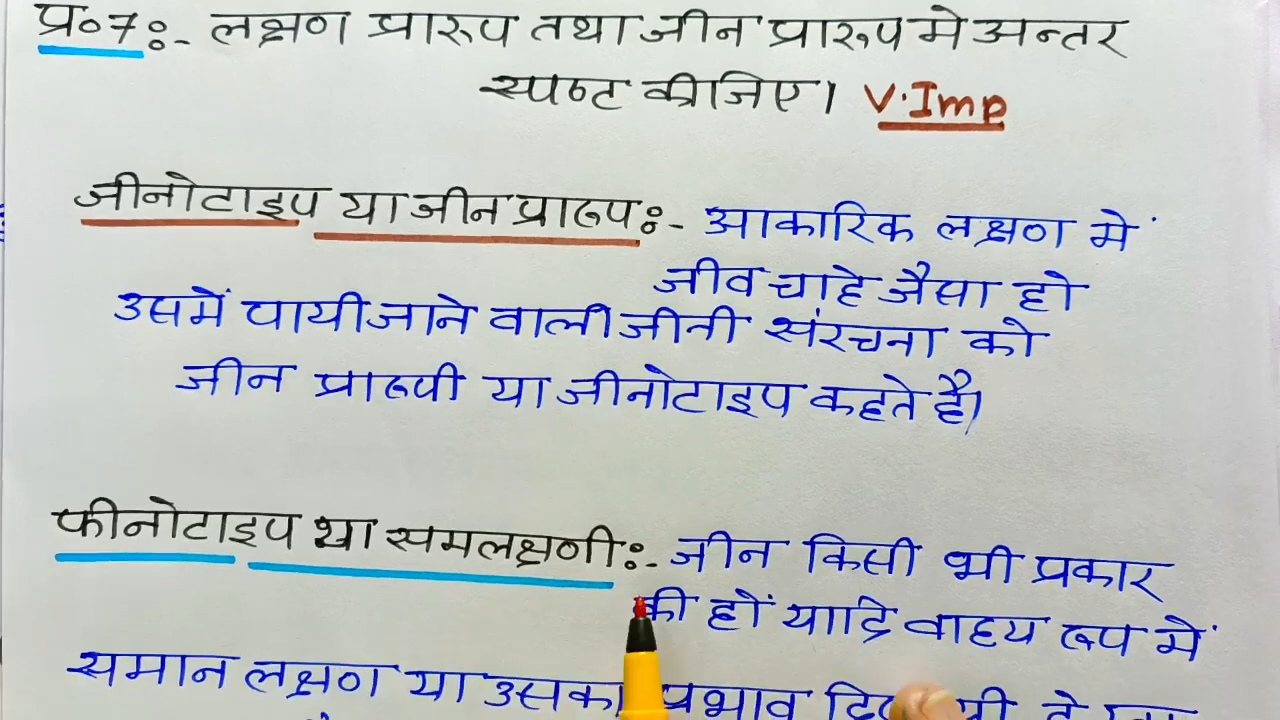 प्र०7:- लक्षण प्रारुप तथा जीन प्रारुप मे अन्तर
स्पष्ट कीजिए। V.Imp
जीनोटाइप या जीन प्रारूप:- आकारिक लक्षण में
जीव चाहे जैसा हो
उसमें पायी जाने वाली जीनी संरचना को
जीन प्रारूपी या जीनोटाइप कहते है।
फीनोटाइप या समलक्षणी:- जीन किसी भी प्रकार
की हों यादि वाह्य रूप में
समान लक्षण या उसका प्रभाव